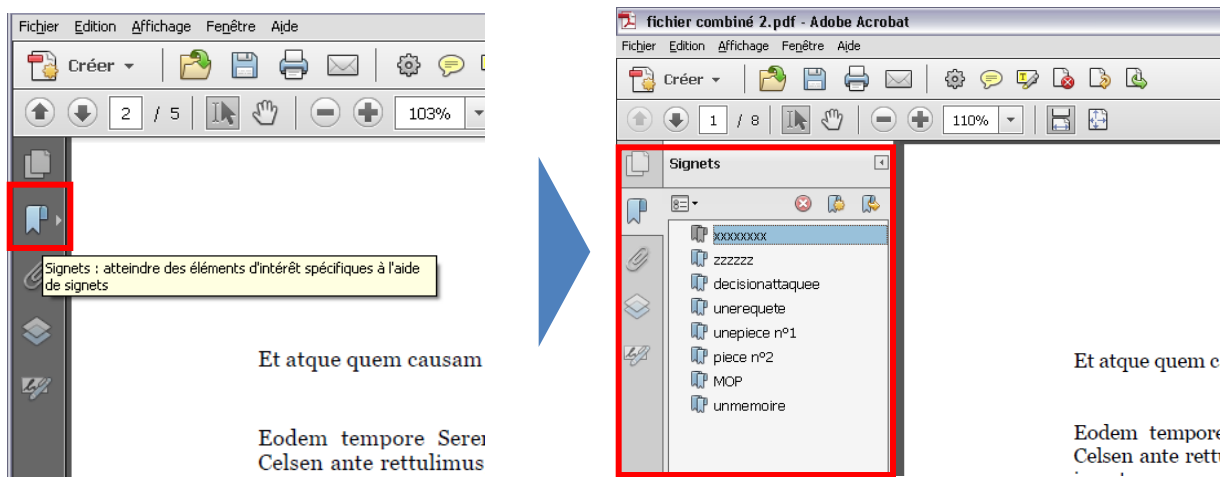 Fichier Edition Affichage Fenêtre Aide
Créer
2 / 5
103%
Signets : atteindre des éléments d'intérêt spécifiques à l'aide
de signets
Et atque quem causam
Eodem tempore Seren
Celsen ante rettulimus
fichier combiné 2.pdf - Adobe Acrobat
Fichier Edition Affichage Fenêtre Aide
Créer
1 / 8
110%
Signets
xxxxxxxx
zzzzzz
decisionattaquee
unerequete
unepiece n°1
piece n°2
MOP
unmemoire
Et atque quem c
Eodem tempore
Celsen ante rett